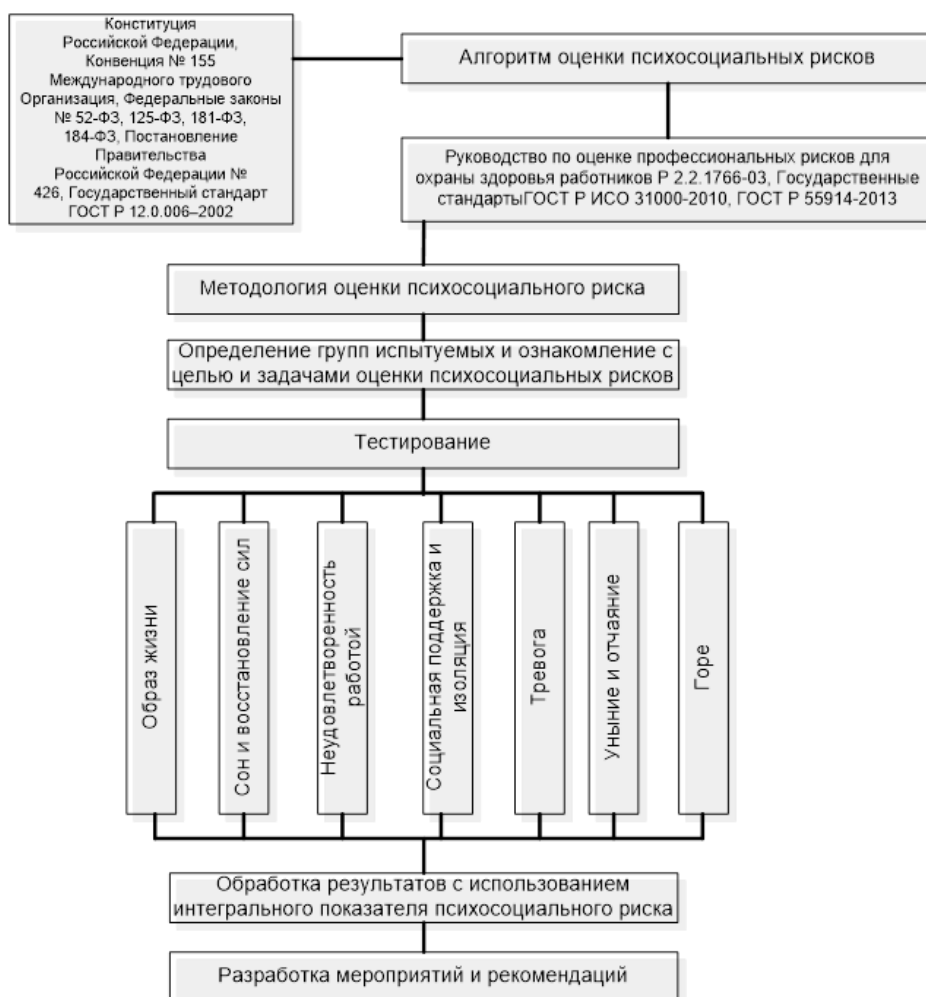 Конституция
Российской Федерации,
Конвенция № 155
Международного трудового
Организация, Федеральные законы
№ 52-ФЗ, 125-ФЗ, 181-ФЗ,
184-ФЗ, Постановление
Правительства
Российской Федерации №
426, Государственный стандарт
ГОСТ Р 12.0.006–2002
Алгоритм оценки психосоциальных рисков
Руководство по оценке профессиональных рисков для
охраны здоровья работников Р 2.2.1766-03, Государственные
стандартыГОСТ Р ИСО 31000-2010, ГОСТ Р 55914-2013
Методология оценки психосоциального риска
Определение групп испытуемых и ознакомление с
целью и задачами оценки психосоциальных рисков
Тестирование
Образ жизни
Сон и восстановление сил
Неудовлетворенность
работой
Социальная поддержка и
изоляция
Тревога
Уныние и отчаяние
Горе
Обработка результатов с использованием
интегрального показателя психосоциального риска
Разработка мероприятий и рекомендаций